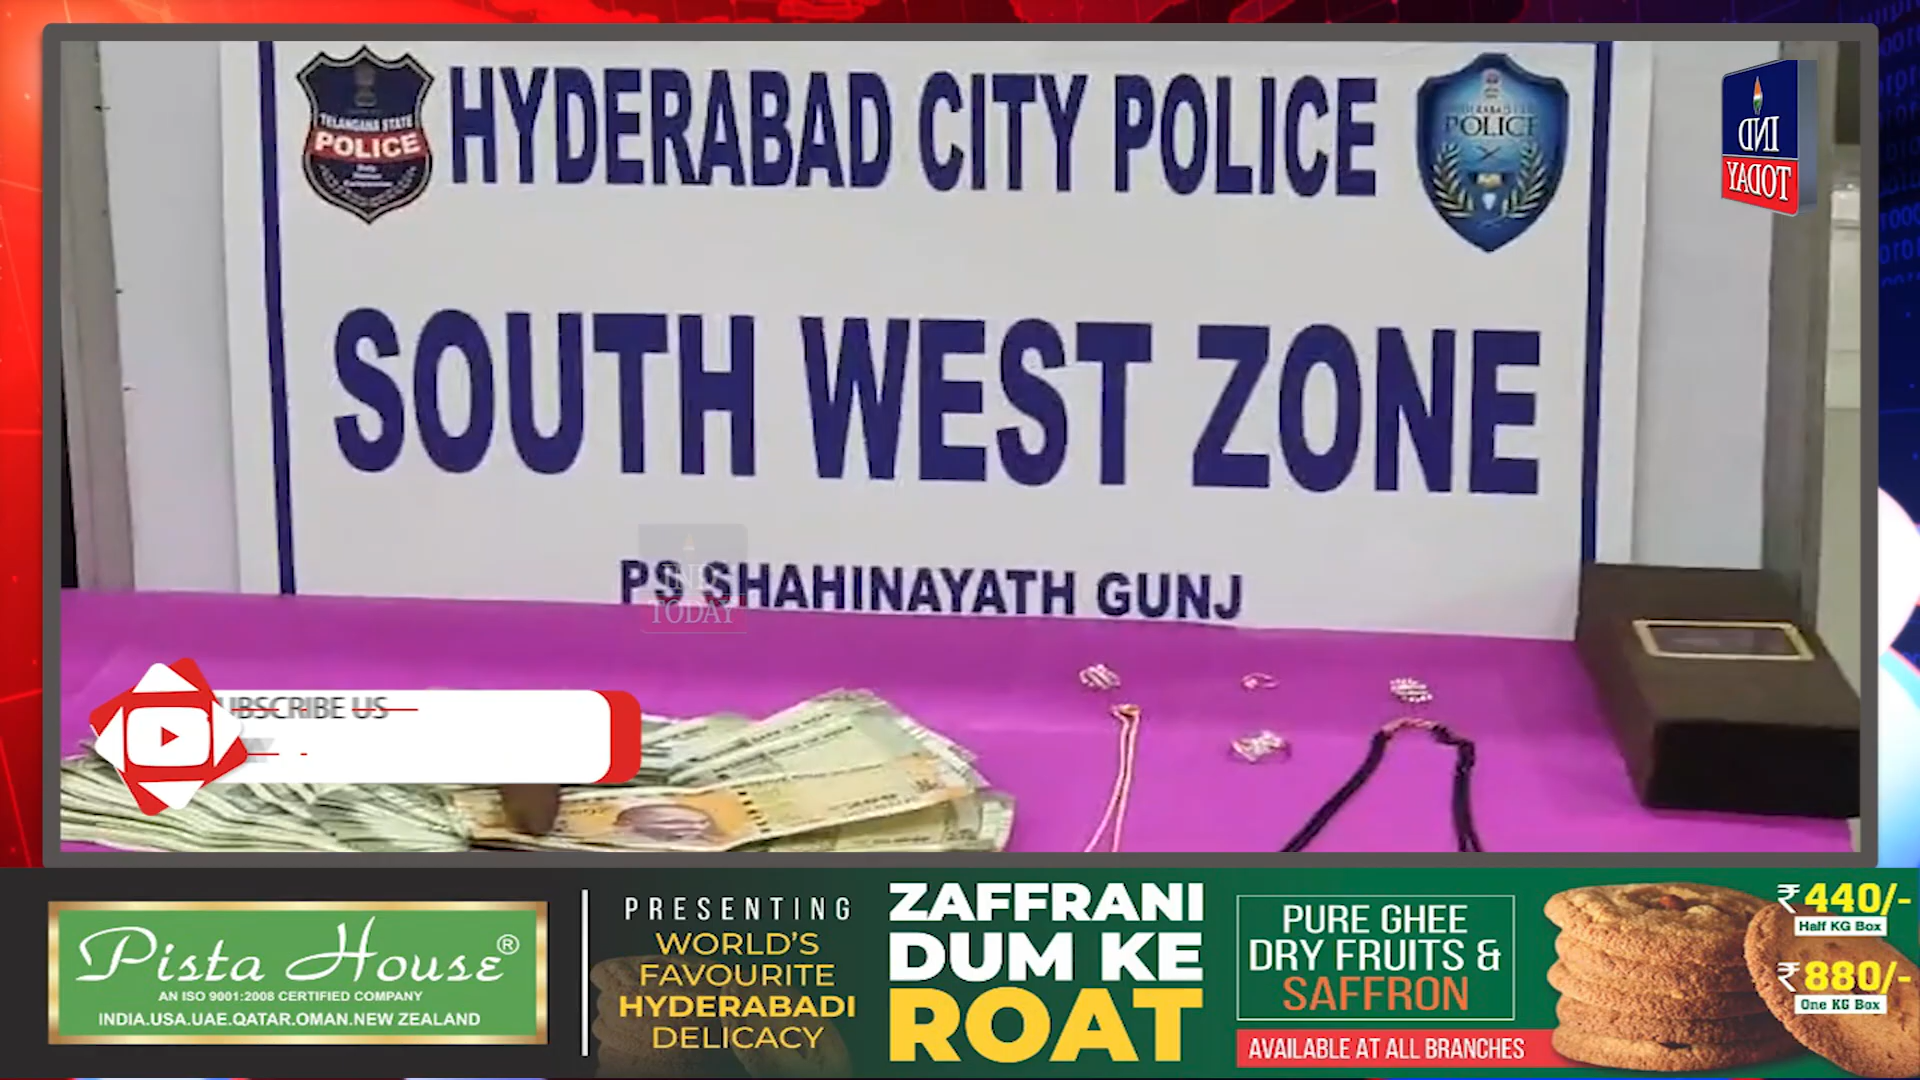 HYDERABAD CITY POLICE
TELANGANA STATE
POLICE
POLICE
SOUTH WEST ZONE
PS SHAHINAYATH GUNJ
IND
TODAY
IND
TODAY
UBSCRIBE US
Pista House®
AN ISO 9001:2008 CERTIFIED COMPANY
INDIA.USA.UAE.QATAR.OMAN.NEW ZEALAND
PRESENTING
WORLD'S
FAVOURITE
HYDERABADI
DELICACY
ZAFFRANI
DUM KE
ROAT
PURE GHEE
DRY FRUITS &
SAFFRON
AVAILABLE AT ALL BRANCHES
₹440/-
Half KG Box
₹880/-
One KG Box